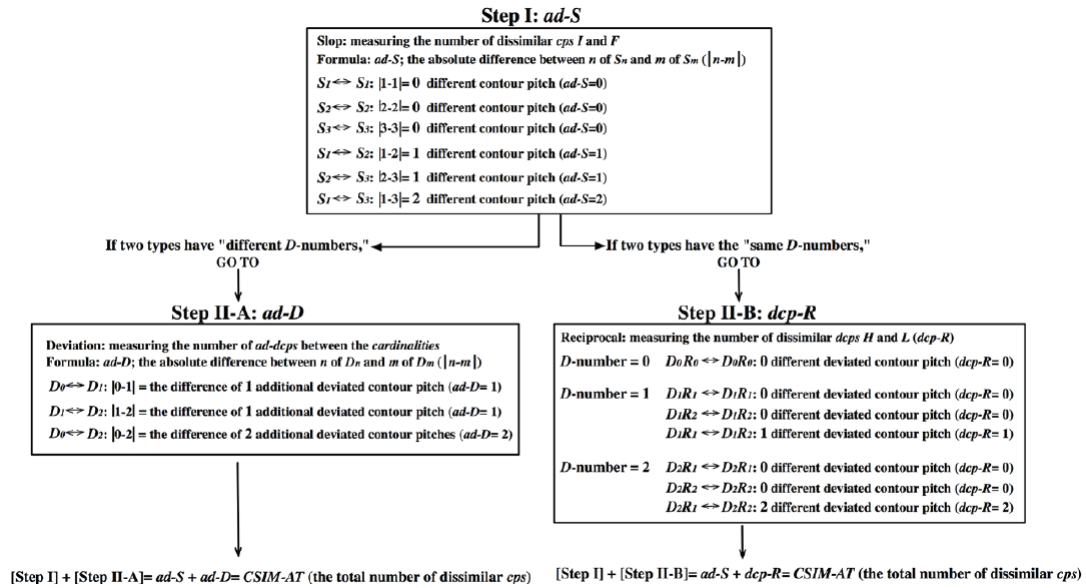 Step I: ad-S
Slop: measuring the number of dissimilar cps I and F
Formula: ad-S; the absolute difference between n of Sn and m of Sm (|n-m|)
S1⇔ S1: |1-1|= 0 different contour pitch (ad-S=0)
S2⇔ S2: |2-2|= 0 different contour pitch (ad-S=0)
S3⇔ S3: |3-3|= 0 different contour pitch (ad-S=0)
S1⇔ S2: |1-2|= 1 different contour pitch (ad-S=1)
S2⇔ S3: |2-3|= 1 different contour pitch (ad-S=1)
S1⇔ S3: |1-3|= 2 different contour pitch (ad-S=2)
If two types have "different D-numbers,"
GO TO
If two types have the "same D-numbers,"
GO TO
Step II-A: ad-D
Deviation: measuring the number of ad-dcps between the cardinalities
Formula: ad-D; the absolute difference between n of Dn and m of Dm (|n-m|)
D0⇔ D1: |0-1| = the difference of 1 additional deviated contour pitch (ad-D= 1)
D1⇔ D2: |1-2| = the difference of 1 additional deviated contour pitch (ad-D= 1)
D0⇔ D2: |0-2| = the difference of 2 additional deviated contour pitches (ad-D= 2)
[Step I] + [Step II-A]= ad-S + ad-D= CSIM-AT (the total number of dissimilar cps)
Step II-B: dcp-R
Reciprocal: measuring the number of dissimilar dcps H and L (dcp-R)
D-number = 0 D0R0 ⇔ D0R0: 0 different deviated contour pitch (dcp-R= 0)
D-number = 1 D1R1 ⇔ D1R1: 0 different deviated contour pitch (dcp-R= 0)
D1R2 ⇔ D1R2: 0 different deviated contour pitch (dcp-R= 0)
D1R1 ⇔ D1R2: 1 different deviated contour pitch (dcp-R= 1)
D-number = 2 D2R1 ⇔ D2R1: 0 different deviated contour pitch (dcp-R= 0)
D2R2 ⇔ D2R2: 0 different deviated contour pitch (dcp-R= 0)
D2R1 ⇔ D2R2: 2 different deviated contour pitch (dcp-R= 2)
[Step I] + [Step II-B]= ad-S + dcp-R= CSIM-AT (the total number of dissimilar cps)